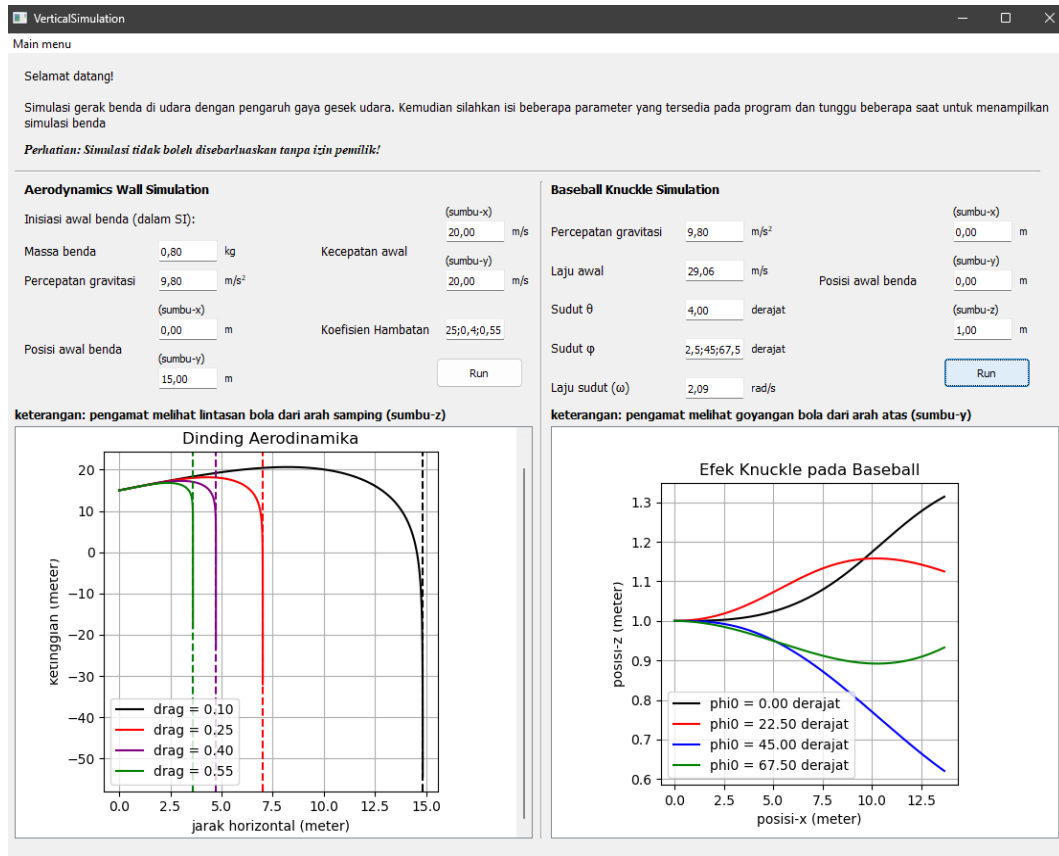 VerticalSimulation
Main menu
Selamat datang!
Simulasi gerak benda di udara dengan pengaruh gaya gesek udara. Kemudian silahkan isi beberapa parameter yang tersedia pada program dan tunggu beberapa saat untuk menampilkan
simulasi benda
Perhatian: Simulasi tidak boleh disebarluaskan tanpa izin pemilik!
Aerodynamics Wall Simulation
Inisiasi awal benda (dalam SI):
(sumbu-x)
20,00 m/s
Massa benda 0,80 kg Kecepatan awal
(sumbu-y)
Percepatan gravitasi 9,80 m/s² 20,00 m/s
(sumbu-x)
0,00 m Koefisien Hambatan 25;0,4;0,55
Posisi awal benda
(sumbu-y)
15,00 m Run
keterangan: pengamat melihat lintasan bola dari arah samping (sumbu-z)
Dinding Aerodinamika
ketinggian (meter)
20
10
0
−10
−20
−30
−40
−50
drag = 0.10
drag = 0.25
drag = 0.40
drag = 0.55
0.0 2.5 5.0 7.5 10.0 12.5 15.0
jarak horizontal (meter)
Baseball Knuckle Simulation
(sumbu-x)
Percepatan gravitasi 9,80 m/s² 0,00 m
(sumbu-y)
Laju awal 29,06 m/s Posisi awal benda 0,00 m
Sudut θ 4,00 derajat (sumbu-z)
1,00 m
Sudut φ 2,5;45;67,5 derajat
Run
Laju sudut (ω) 2,09 rad/s
keterangan: pengamat melihat goyangan bola dari arah atas (sumbu-y)
Efek Knuckle pada Baseball
posisi-z (meter)
1.3
1.2
1.1
1.0
0.9
0.8
0.7
0.6
phi0 = 0.00 derajat
phi0 = 22.50 derajat
phi0 = 45.00 derajat
phi0 = 67.50 derajat
0.0 2.5 5.0 7.5 10.0 12.5
posisi-x (meter)